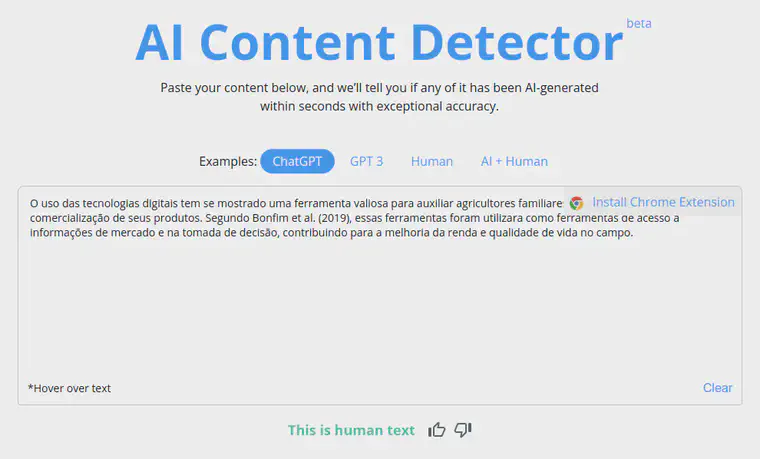 AI Content Detector beta
Paste your content below, and we’ll tell you if any of it has been AI-generated
within seconds with exceptional accuracy.
Examples: ChatGPT GPT 3 Human AI + Human
O uso das tecnologias digitais tem se mostrado uma ferramenta valiosa para auxiliar agricultores familiare
Install Chrome Extension
comercialização de seus produtos. Segundo Bonfim et al. (2019), essas ferramentas foram utilizara como ferramentas de acesso a
informações de mercado e na tomada de decisão, contribuindo para a melhoria da renda e qualidade de vida no campo.
*Hover over text
Clear
This is human text